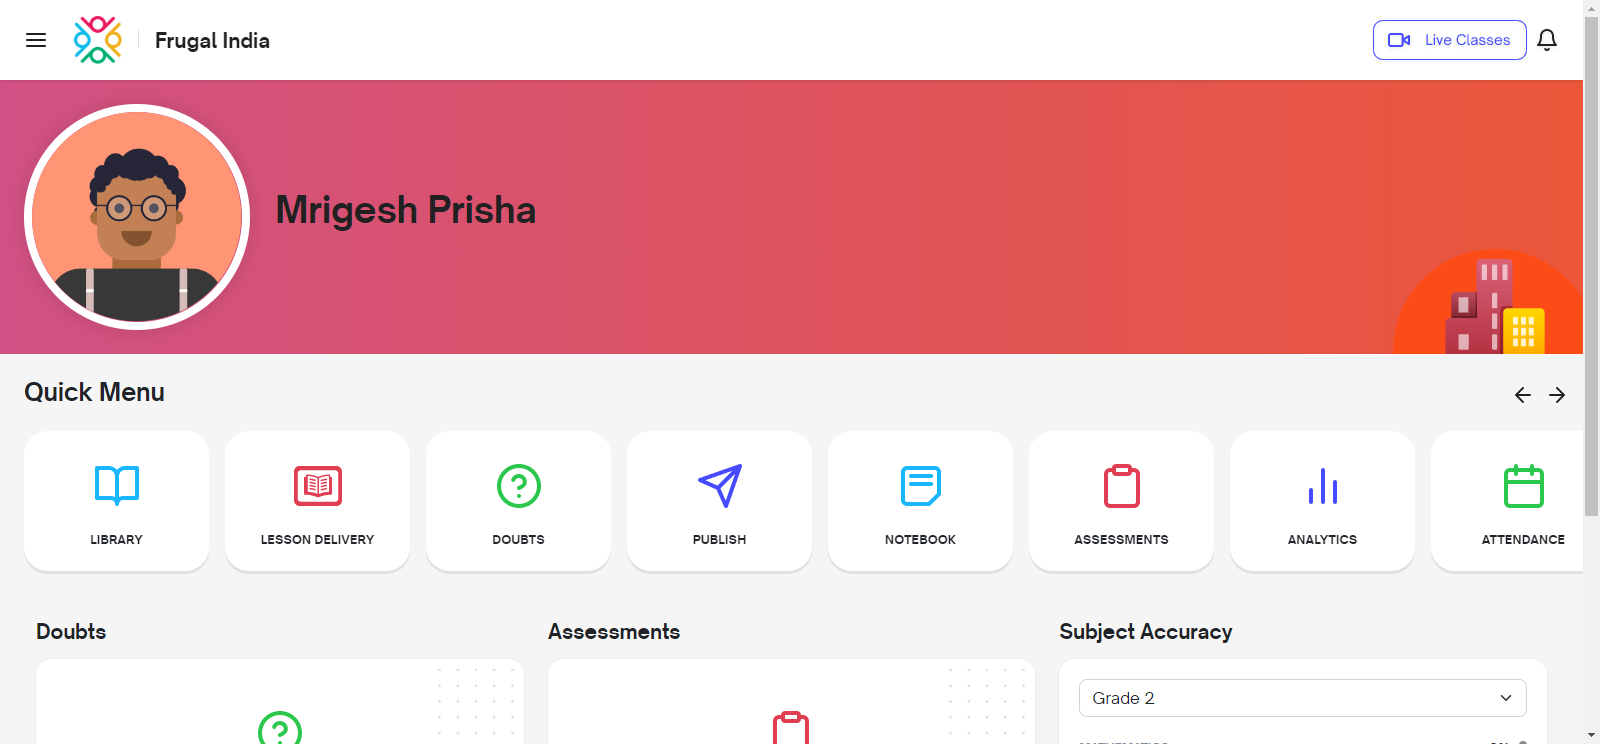 Frugal India
Live Classes
Mrigesh Prisha
Quick Menu
LIBRARY
LESSON DELIVERY
DOUBTS
PUBLISH
NOTEBOOK
ASSESSMENTS
ANALYTICS
ATTENDANCE
Doubts
Assessments
Subject Accuracy
Grade 2